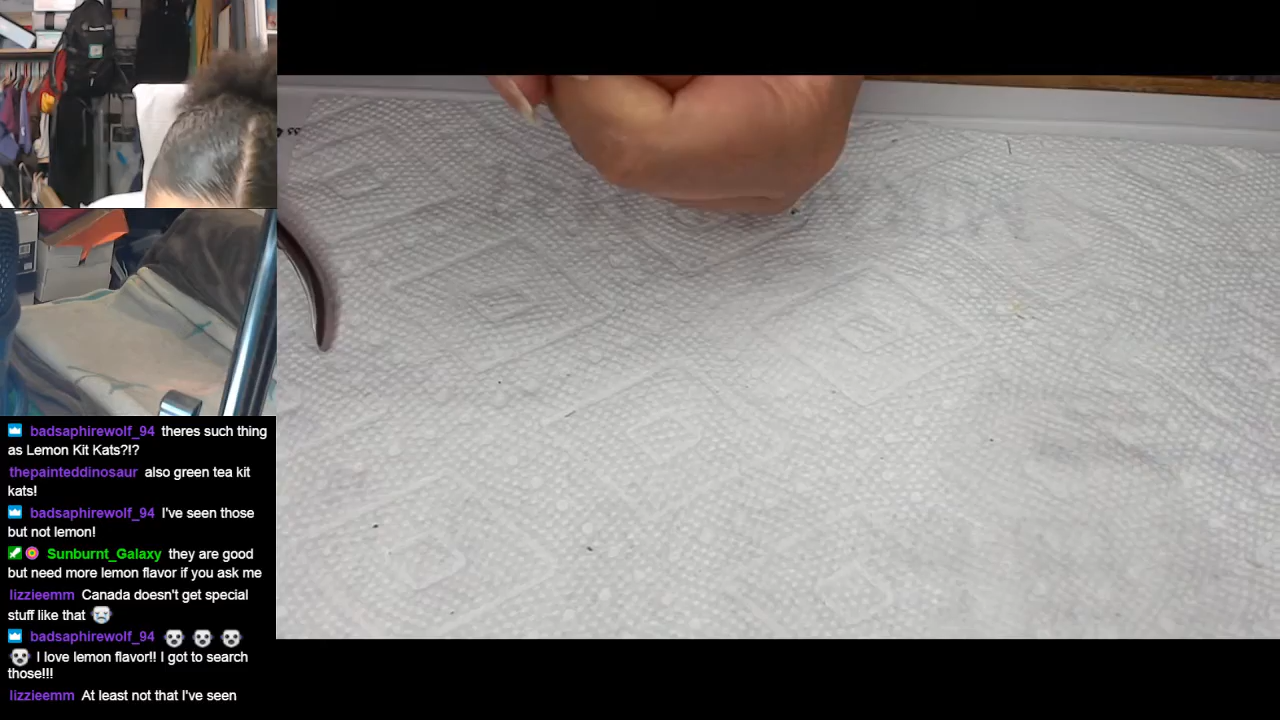 badsaphirewolf_94 theres such thing
as Lemon Kit Kats?!?
thepainteddinosaur also green tea kit
kats!
badsaphirewolf_94 I've seen those
but not lemon!
Sunburnt_Galaxy they are good
but need more lemon flavor if you ask me
lizzieemm Canada doesn't get special
stuff like that
badsaphirewolf_94
I love lemon flavor!! I got to search
those!!!
lizzieemm At least not that I've seen